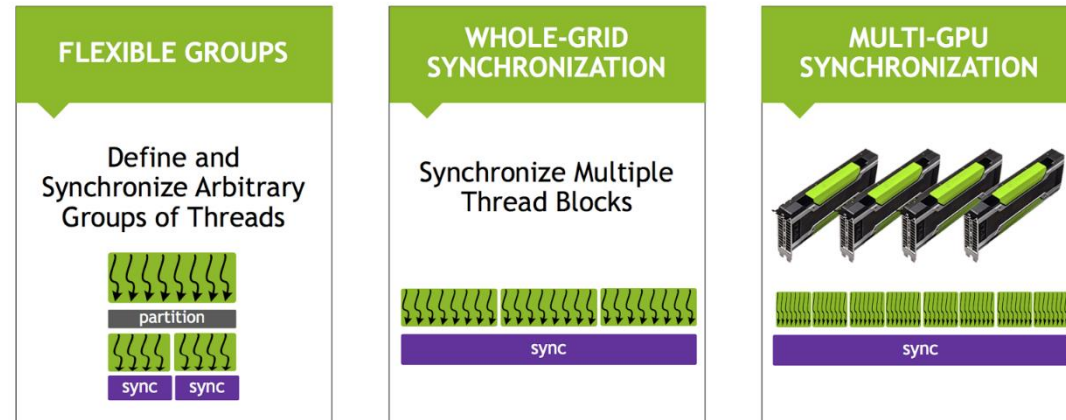 FLEXIBLE GROUPS
Define and
Synchronize Arbitrary
Groups of Threads
partition
sync sync
WHOLE-GRID
SYNCHRONIZATION
Synchronize Multiple
Thread Blocks
sync
MULTI-GPU
SYNCHRONIZATION
sync